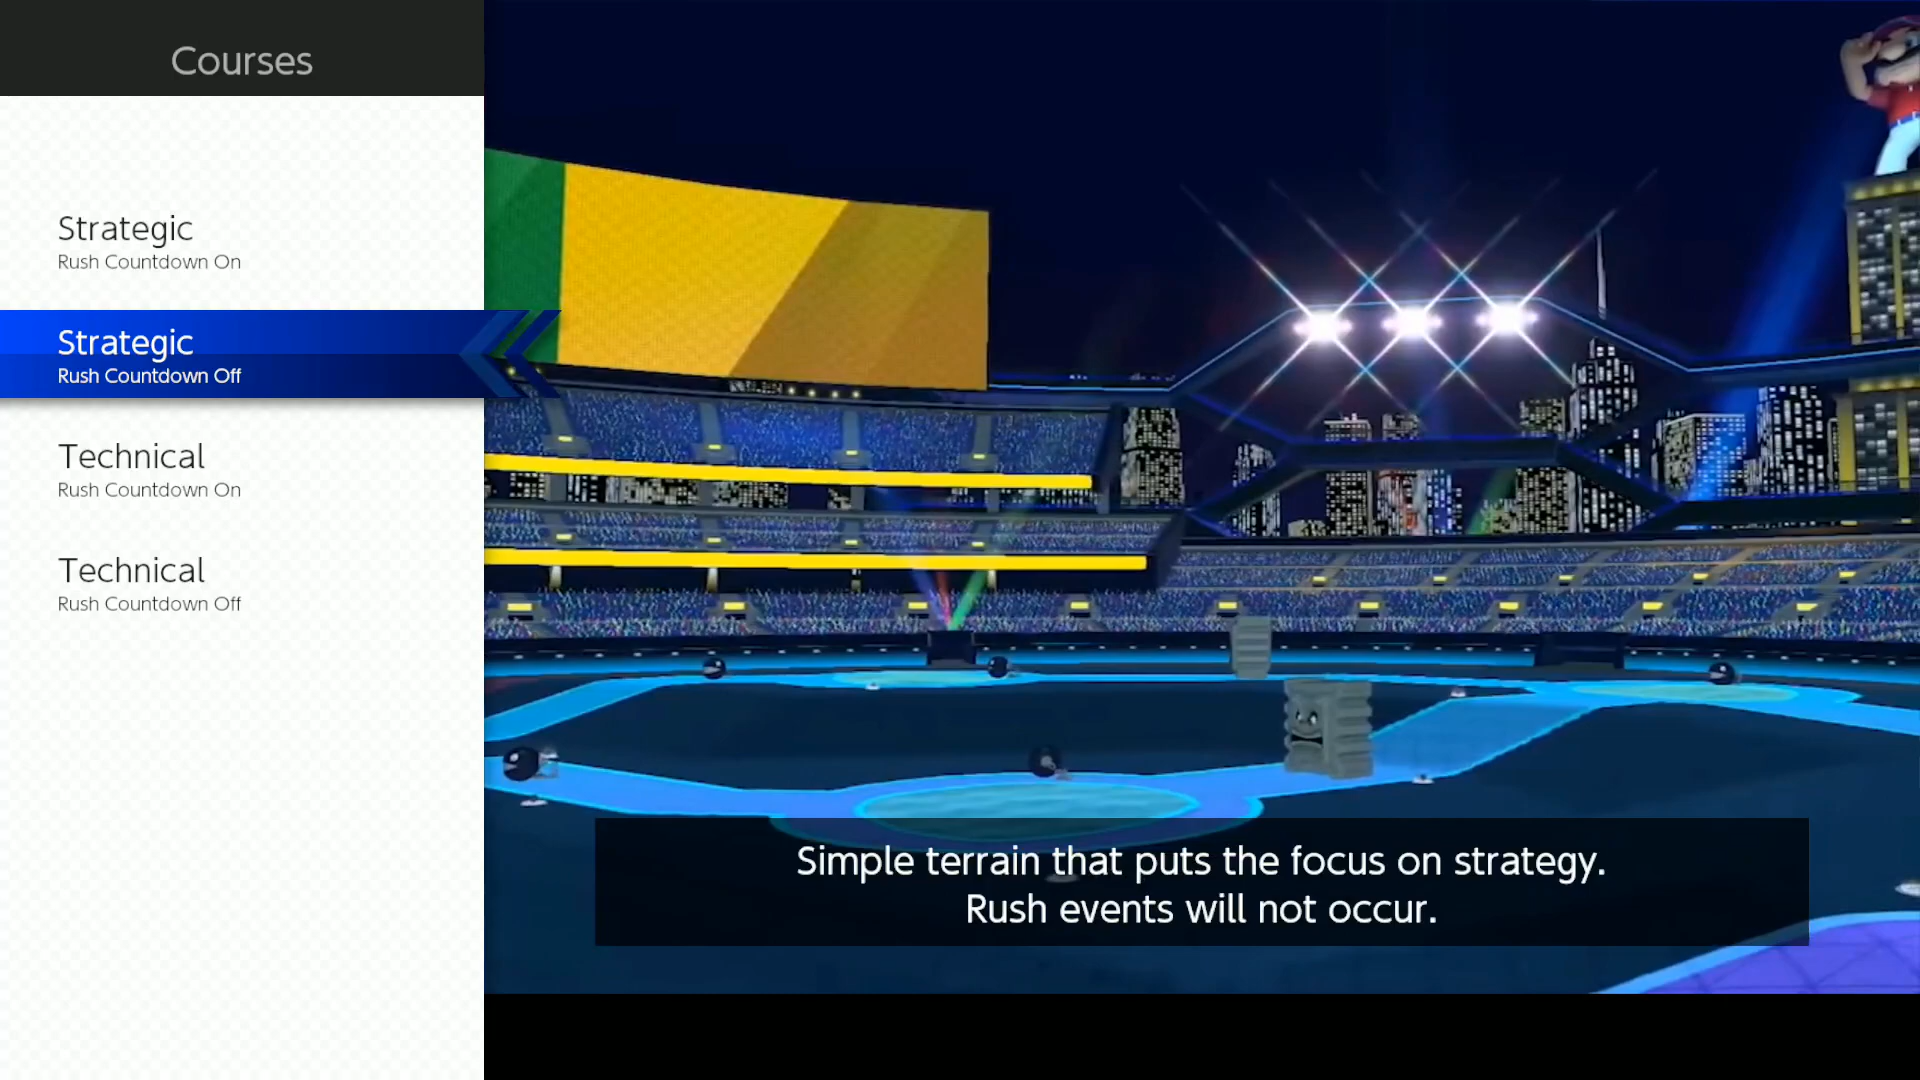 Courses
Strategic
Rush Countdown On
Strategic
Rush Countdown Off
Technical
Rush Countdown On
Technical
Rush Countdown Off
Simple terrain that puts the focus on strategy.
Rush events will not occur.